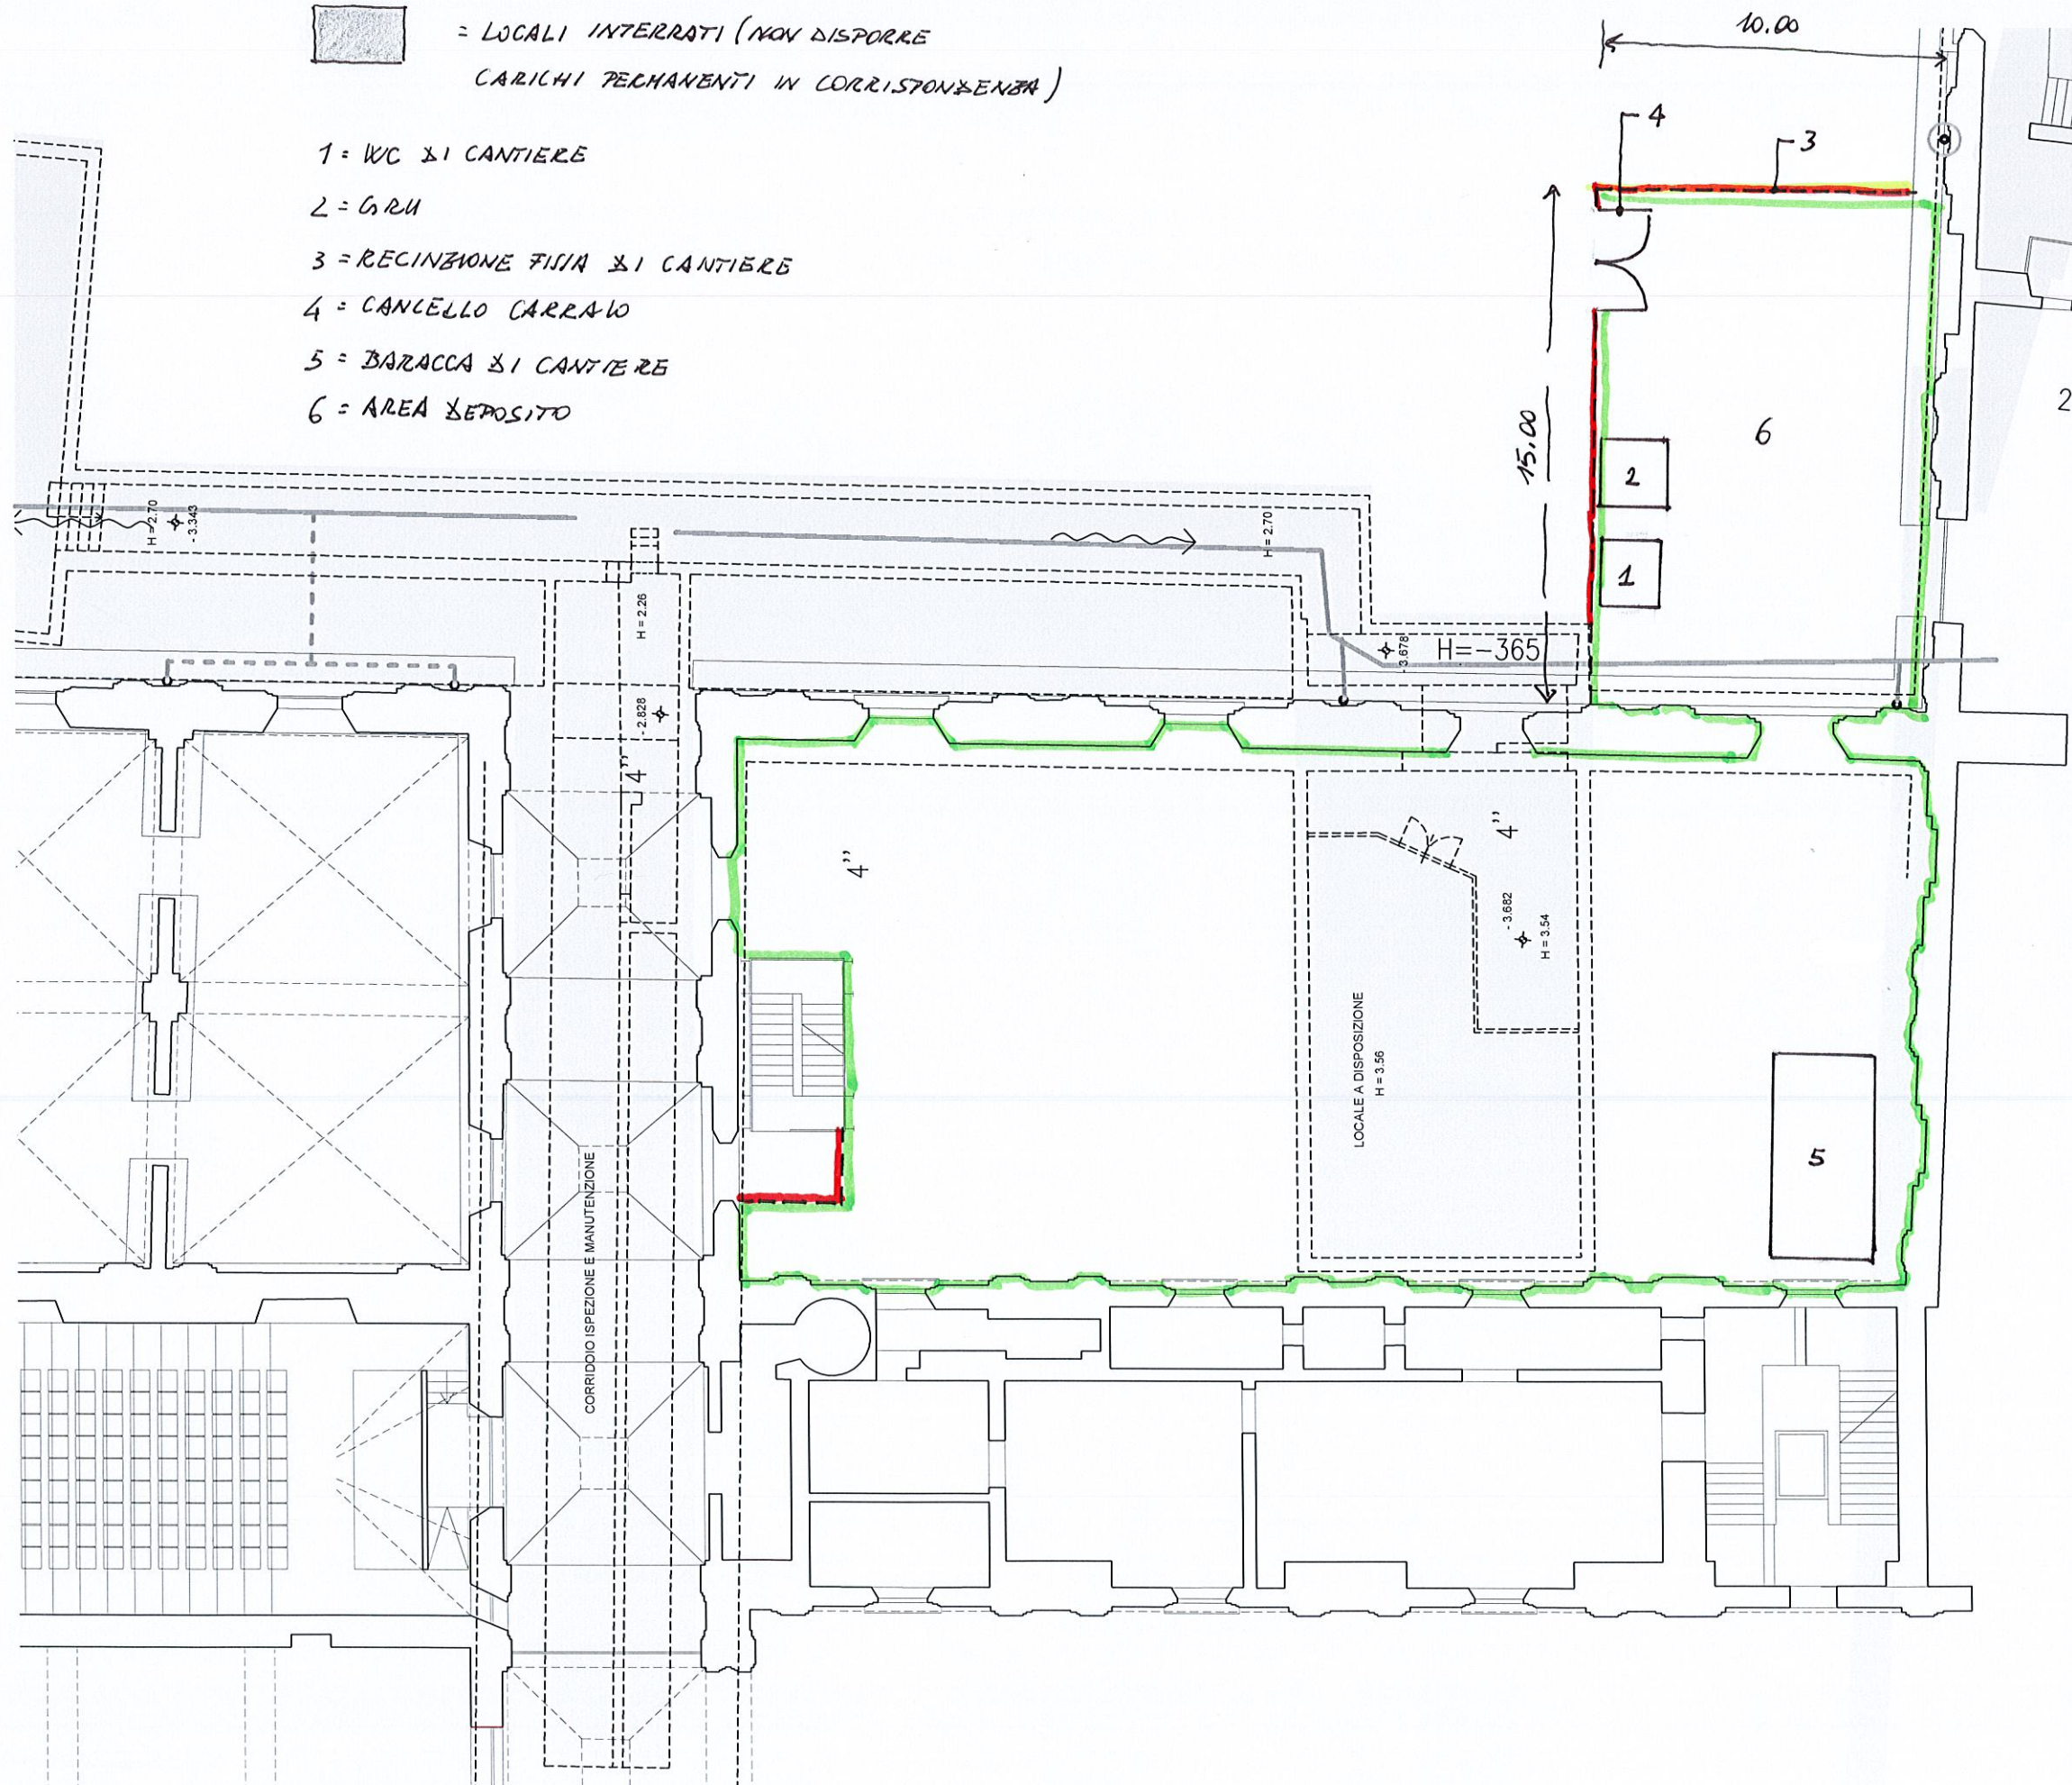 = LOCALI INTERRATI (NON DISPORRE
CARICHI PERMANENTI IN CORRISPONDENZA)
1 = WC DI CANTIERE
2 = GRU
3 = RECINZIONE FISSA DI CANTIERE
4 = CANCELLO CARRAIO
5 = BARACCA DI CANTIERE
6 = AREA DEPOSITO
10.00
4
3
15.00
6
2
1
2
H = 2.70
- 3.343
H = 2.70
H = 2.26
- 2.828
4"
- 3.678
H=-365
4"
4"
- 3.682
H = 3.54
LOCALE A DISPOSIZIONE
H = 3.56
5
CORRIDOIO ISPEZIONE E MANUTENZIONE